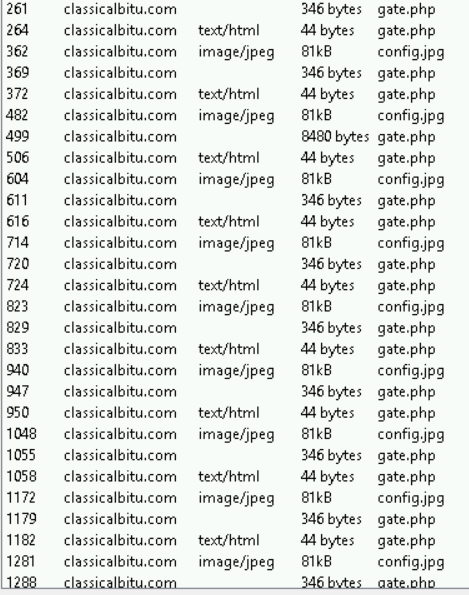 261 classicalbitu.com 346 bytes gate.php
264 classicalbitu.com text/html 44 bytes gate.php
362 classicalbitu.com image/jpeg 81kB config.jpg
369 classicalbitu.com 346 bytes gate.php
372 classicalbitu.com text/html 44 bytes gate.php
482 classicalbitu.com image/jpeg 81kB config.jpg
499 classicalbitu.com 8480 bytes gate.php
506 classicalbitu.com text/html 44 bytes gate.php
604 classicalbitu.com image/jpeg 81kB config.jpg
611 classicalbitu.com 346 bytes gate.php
616 classicalbitu.com text/html 44 bytes gate.php
714 classicalbitu.com image/jpeg 81kB config.jpg
720 classicalbitu.com 346 bytes gate.php
724 classicalbitu.com text/html 44 bytes gate.php
823 classicalbitu.com image/jpeg 81kB config.jpg
829 classicalbitu.com 346 bytes gate.php
833 classicalbitu.com text/html 44 bytes gate.php
940 classicalbitu.com image/jpeg 81kB config.jpg
947 classicalbitu.com 346 bytes gate.php
950 classicalbitu.com text/html 44 bytes gate.php
1048 classicalbitu.com image/jpeg 81kB config.jpg
1055 classicalbitu.com 346 bytes gate.php
1058 classicalbitu.com text/html 44 bytes gate.php
1172 classicalbitu.com image/jpeg 81kB config.jpg
1179 classicalbitu.com 346 bytes gate.php
1182 classicalbitu.com text/html 44 bytes gate.php
1281 classicalbitu.com image/jpeg 81kB config.jpg
1288 classicalbitu.com 346 bytes gate.php